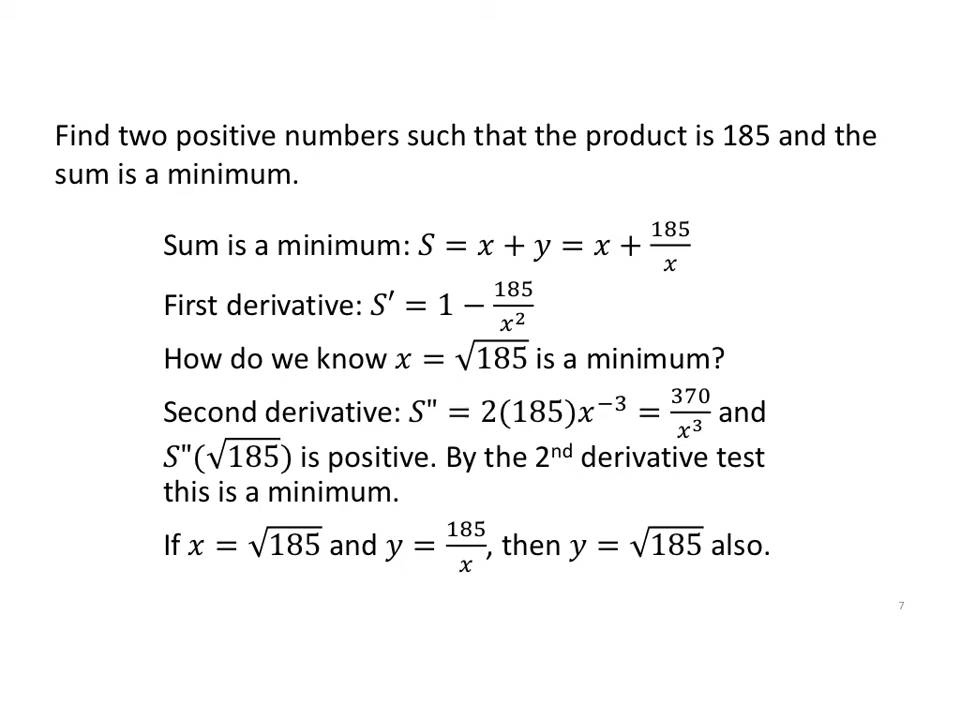 Find two positive numbers such that the product is 185 and the
sum is a minimum.
Sum is a minimum: S = x + y = x + 185/x
First derivative: S′ = 1 − 185/x²
How do we know x = √185 is a minimum?
Second derivative: S" = 2(185)x⁻³ = 370/x³ and
S"(√185) is positive. By the 2nd derivative test
this is a minimum.
If x = √185 and y = 185/x, then y = √185 also.
7